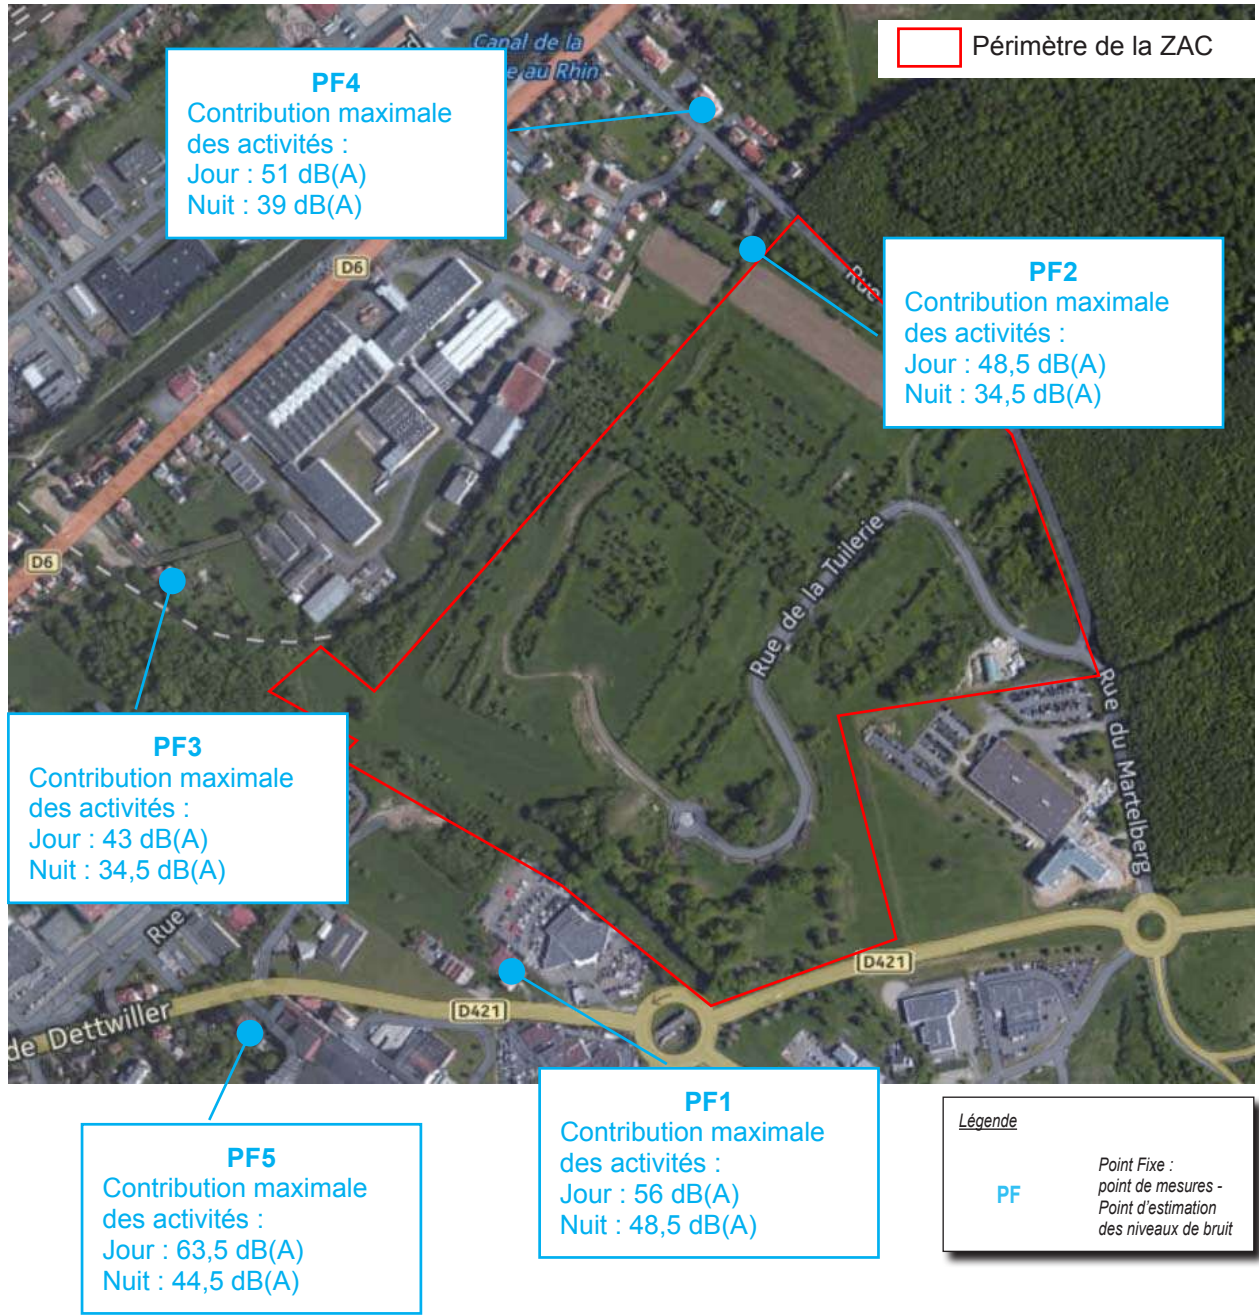 Canal de la
e au Rhin
Périmètre de la ZAC
PF4
Contribution maximale
des activités :
Jour : 51 dB(A)
Nuit : 39 dB(A)
D6
Rue
PF2
Contribution maximale
des activités :
Jour : 48,5 dB(A)
Nuit : 34,5 dB(A)
D6
Rue de la Tuilerie
Rue du Martelberg
PF3
Contribution maximale
des activités :
Jour : 43 dB(A)
Nuit : 34,5 dB(A)
Rue
D421
D421
de Dettwiller
PF1
Contribution maximale
des activités :
Jour : 56 dB(A)
Nuit : 48,5 dB(A)
PF5
Contribution maximale
des activités :
Jour : 63,5 dB(A)
Nuit : 44,5 dB(A)
Légende
PF
Point Fixe :
point de mesures -
Point d'estimation
des niveaux de bruit